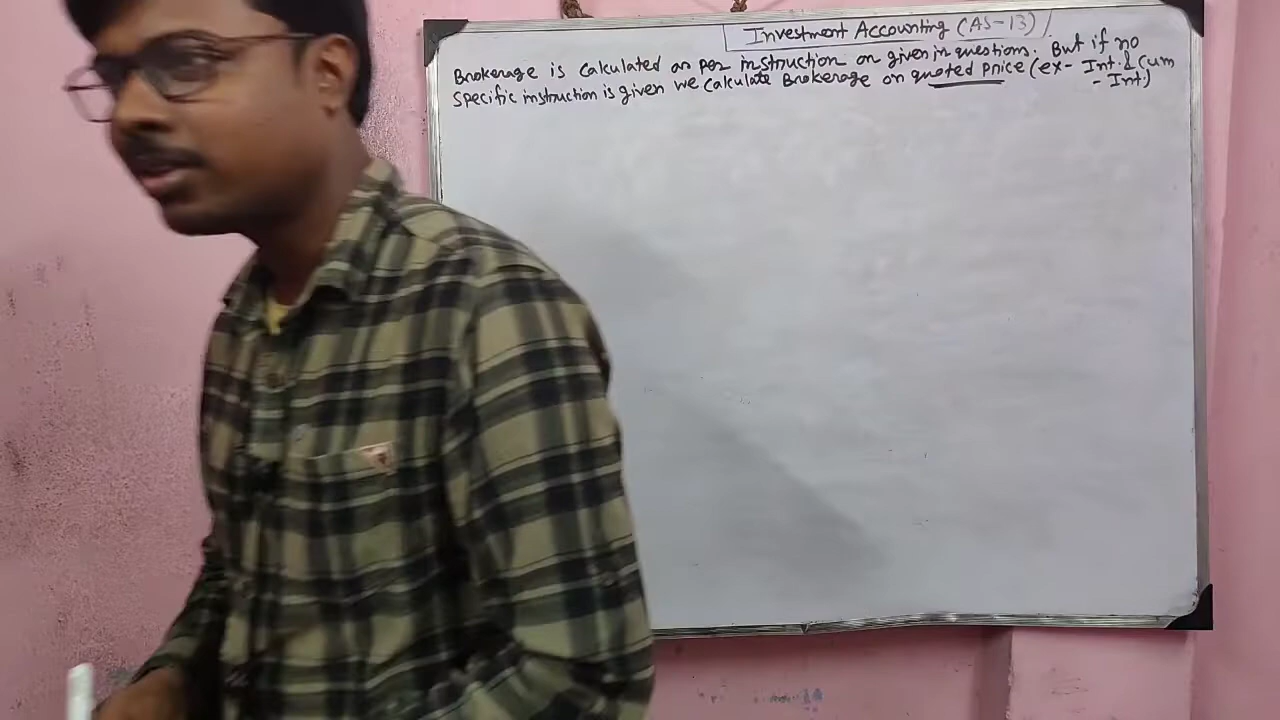 Investment Accounting (AS-13)
Brokerage is calculated as per instruction or given in questions. But if no
specific instruction is given we calculate Brokerage on quoted price (ex- Int. & Cum
- Int.)